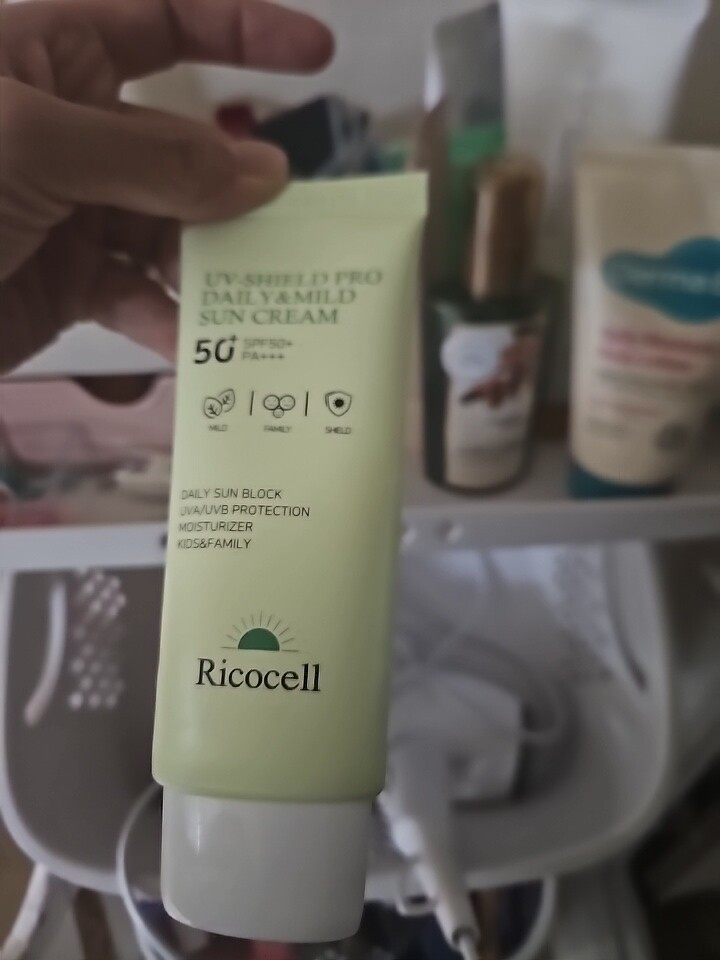 UV-SHIELD PRO
DAILY&MILD
SUN CREAM
50+ SPF50+
PA+++
MILD FAMILY SHIELD
DAILY SUN BLOCK
UVA/UVB PROTECTION
MOISTURIZER
KIDS&FAMILY
Ricocell